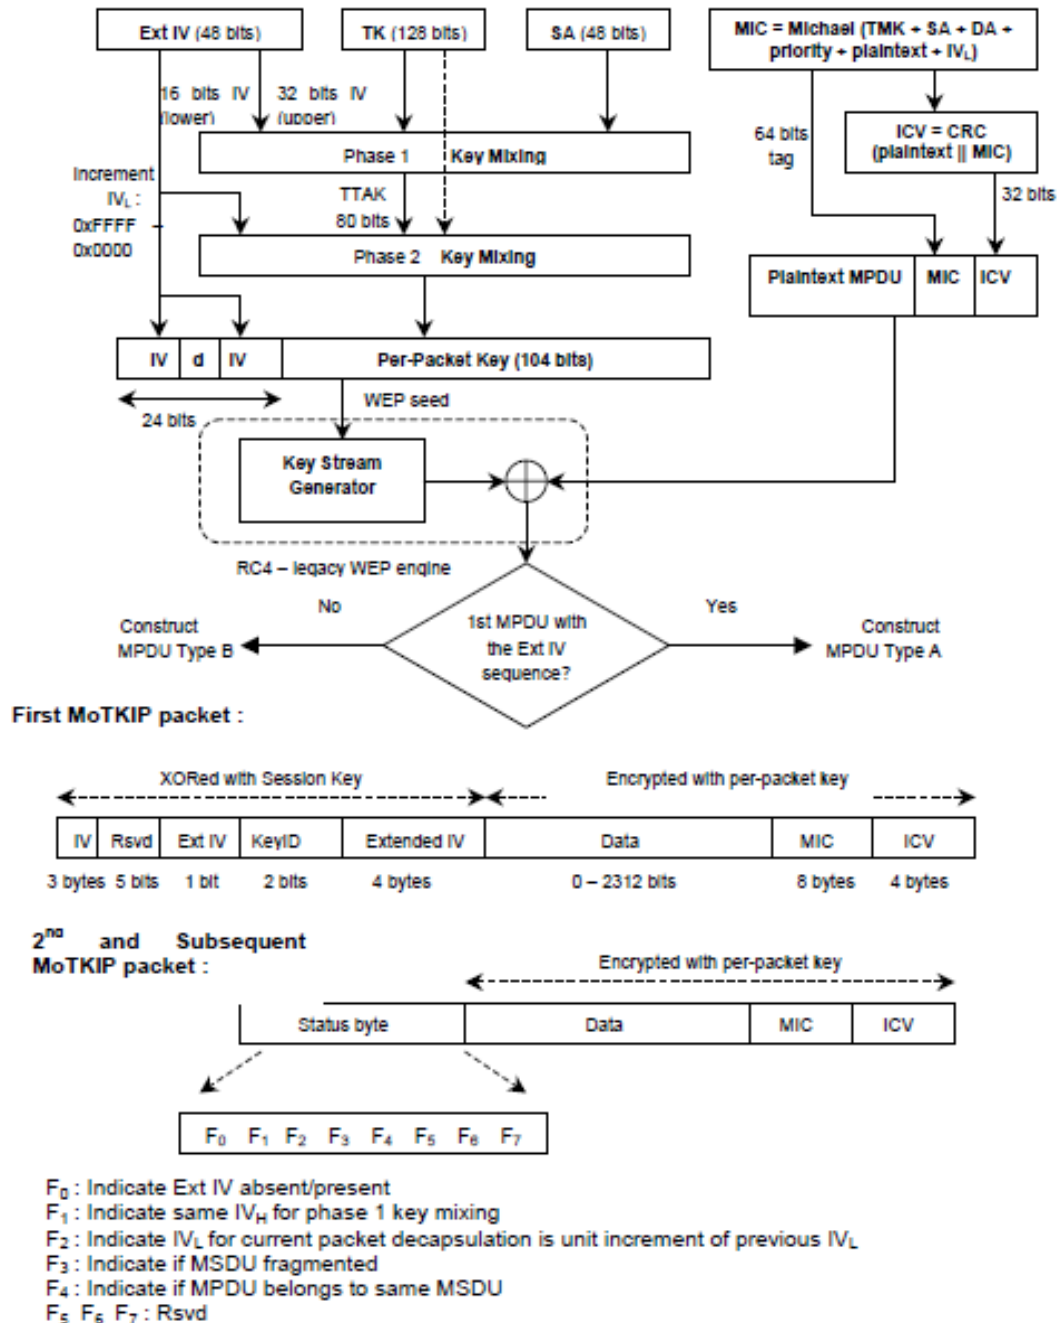 Ext IV (48 bits)
TK (128 bits)
SA (48 bits)
MIC = Michael (TMK + SA + DA +
priority + plaintext + IVL)
16 bits IV
(lower)
32 bits IV
(upper)
64 bits
tag
ICV = CRC
(plaintext || MIC)
Phase 1 Key Mixing
Increment
IVL :
0xFFFF –
0x0000
TTAK
80 bits
32 bits
Phase 2 Key Mixing
Plaintext MPDU MIC ICV
IV d IV Per-Packet Key (104 bits)
24 bits
WEP seed
Key Stream
Generator
RC4 – legacy WEP engine
No
Yes
Construct
MPDU Type B
1st MPDU with
the Ext IV
sequence?
Construct
MPDU Type A
First MoTKIP packet :
XORed with Session Key
Encrypted with per-packet key
IV Rsvd Ext IV KeyID Extended IV Data MIC ICV
3 bytes 5 bits 1 bit 2 bits 4 bytes 0 – 2312 bits 8 bytes 4 bytes
2nd and Subsequent
MoTKIP packet :
Encrypted with per-packet key
Status byte Data MIC ICV
F0 F1 F2 F3 F4 F5 F6 F7
F0 : Indicate Ext IV absent/present
F1 : Indicate same IVH for phase 1 key mixing
F2 : Indicate IVL for current packet decapsulation is unit increment of previous IVL
F3 : Indicate if MSDU fragmented
F4 : Indicate if MPDU belongs to same MSDU
F5 F6 F7 : Rsvd